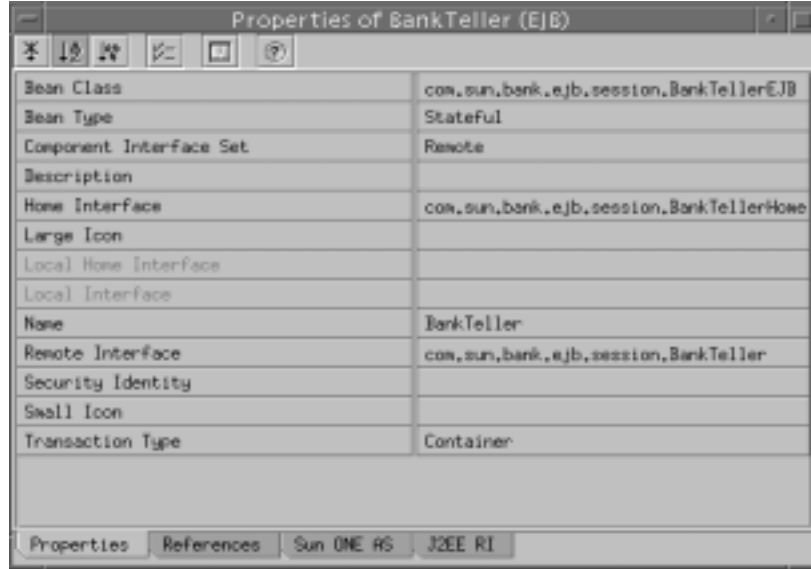 Properties of BankTeller (EJB)
Bean Class com.sun.bank.ejb.session.BankTellerEJB
Bean Type Stateful
Component Interface Set Remote
Description
Home Interface com.sun.bank.ejb.session.BankTellerHome
Large Icon
Local Home Interface
Local Interface
Name BankTeller
Remote Interface com.sun.bank.ejb.session.BankTeller
Security Identity
Small Icon
Transaction Type Container
Properties References Sun ONE AS J2EE RI